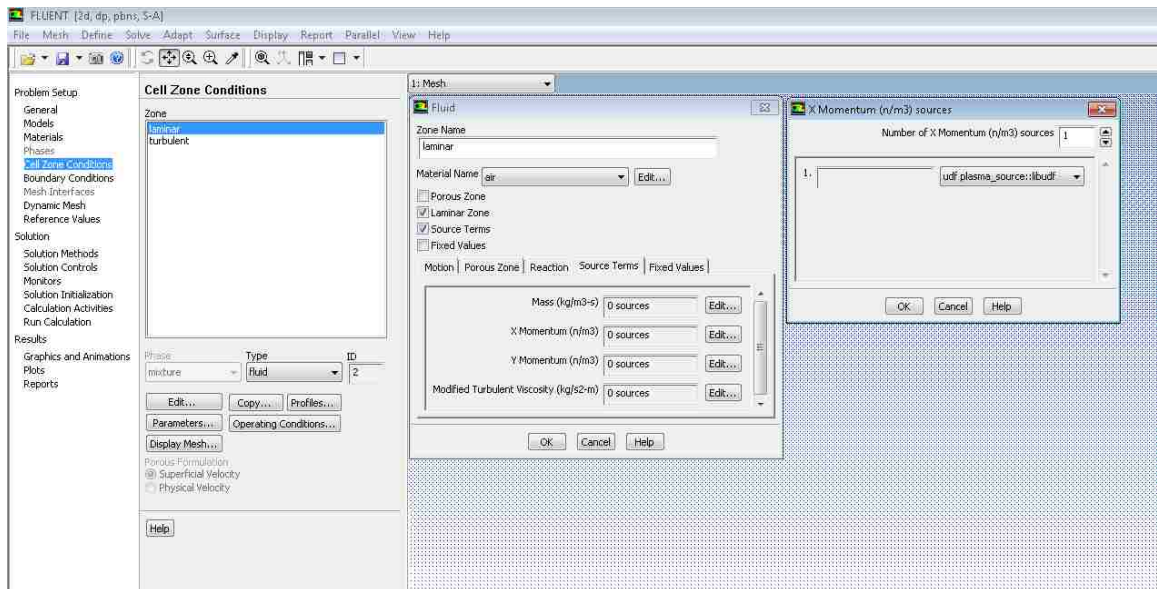 FLUENT [2d, dp, pbns, S-A]
File Mesh Define Solve Adapt Surface Display Report Parallel View Help
Problem Setup
General
Models
Materials
Phases
Cell Zone Conditions
Boundary Conditions
Mesh Interfaces
Dynamic Mesh
Reference Values
Solution
Solution Methods
Solution Controls
Monitors
Solution Initialization
Calculation Activities
Run Calculation
Results
Graphics and Animations
Plots
Reports
Cell Zone Conditions
Zone
laminar
turbulent
Phase Type ID
mixture fluid 2
Edit... Copy... Profiles...
Parameters... Operating Conditions...
Display Mesh...
Porous Formulation
Superficial Velocity
Physical Velocity
Help
1: Mesh
Fluid
Zone Name
laminar
Material Name air Edit...
Porous Zone
Laminar Zone
Source Terms
Fixed Values
Motion Porous Zone Reaction Source Terms Fixed Values
Mass (kg/m3-s) 0 sources Edit...
X Momentum (n/m3) 0 sources Edit...
Y Momentum (n/m3) 0 sources Edit...
Modified Turbulent Viscosity (kg/s2-m) 0 sources Edit...
OK Cancel Help
X Momentum (n/m3) sources
Number of X Momentum (n/m3) sources 1
1. udf plasma_source::libudf
OK Cancel Help